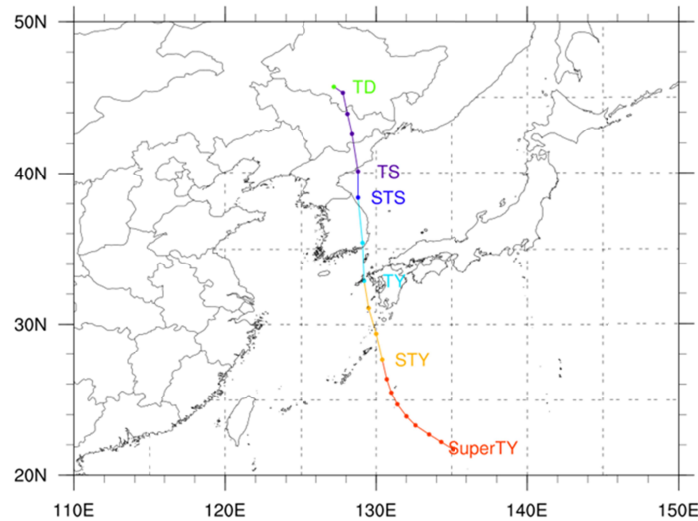 50N
TD
40N
TS
STS
TY
30N
STY
SuperTY
20N
110E 120E 130E 140E 150E